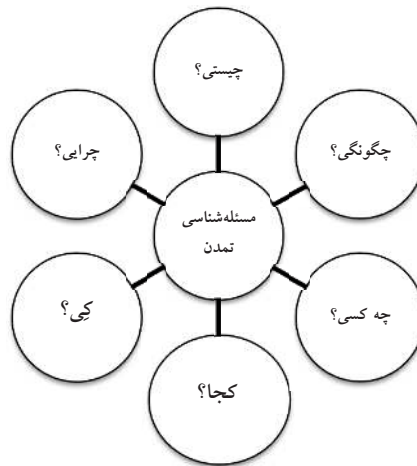 چیستی؟
چگونگی؟
چرایی؟
مسئله‌شناسی
تمدن
چه کسی؟
کِی؟
کجا؟